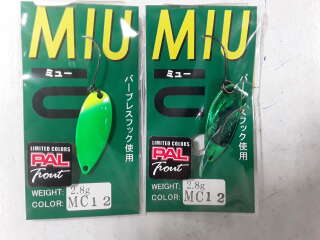 MIU
ミュー
バーブレスフック使用
LIMITED COLORS
PAL
Trout
WEIGHT: 2.8g
COLOR: MC12
MIU
ミュー
バーブレスフック使用
LIMITED COLORS
PAL
Trout
WEIGHT: 2.8g
COLOR: MC12